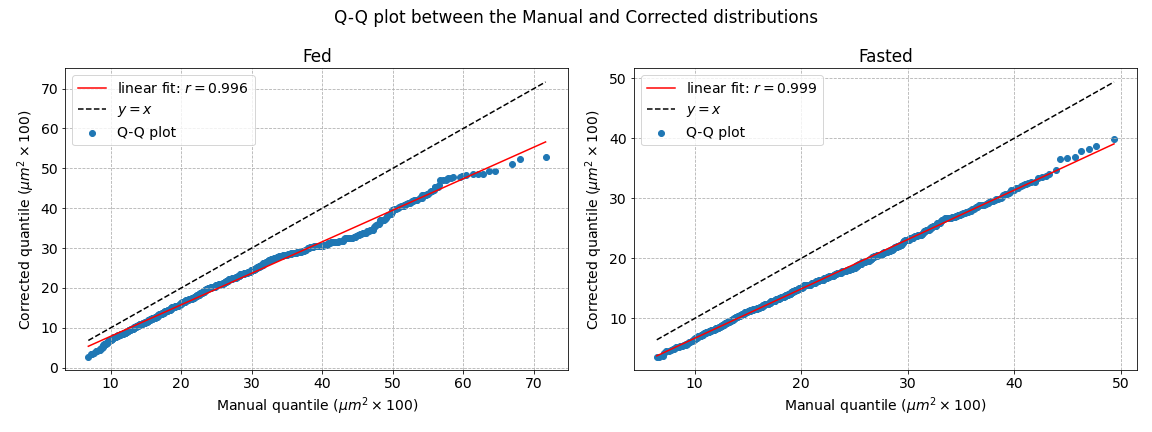 Q-Q plot between the Manual and Corrected distributions
Fed
linear fit: r = 0.996
y = x
Q-Q plot
70
60
50
40
30
20
10
0
Corrected quantile (μm² × 100)
10 20 30 40 50 60 70
Manual quantile (μm² × 100)
Fasted
linear fit: r = 0.999
y = x
Q-Q plot
50
40
30
20
10
Corrected quantile (μm² × 100)
10 20 30 40 50
Manual quantile (μm² × 100)